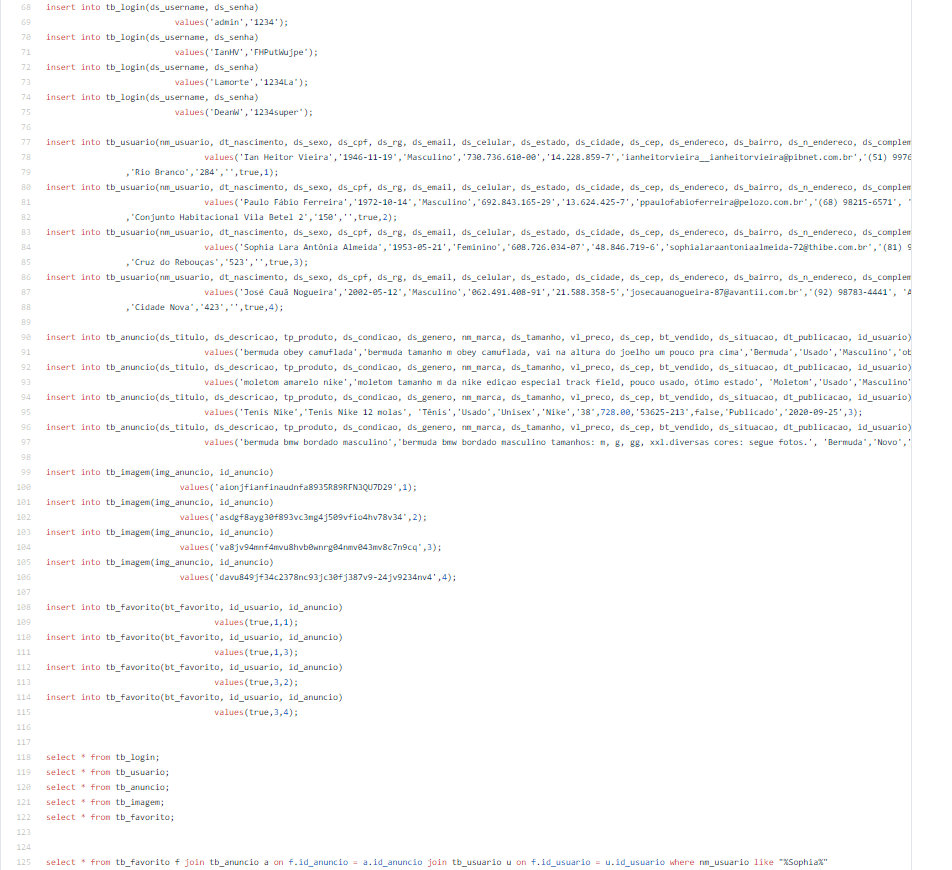 68 insert into tb_login(ds_username, ds_senha)
69 values('admin','1234');
70 insert into tb_login(ds_username, ds_senha)
71 values('IanHV','FHPutWujpe');
72 insert into tb_login(ds_username, ds_senha)
73 values('Lamorte','1234La');
74 insert into tb_login(ds_username, ds_senha)
75 values('DeanW','1234super');
76
77 insert into tb_usuario(nm_usuario, dt_nascimento, ds_sexo, ds_cpf, ds_rg, ds_email, ds_celular, ds_estado, ds_cidade, ds_cep, ds_endereco, ds_bairro, ds_n_endereco, ds_complem
78 values('Ian Heitor Vieira','1946-11-19','Masculino','730.736.610-00','14.228.859-7','ianheitorvieira__ianheitorvieira@pibnet.com.br','(51) 9976
79 ,'Rio Branco','284','',true,1);
80 insert into tb_usuario(nm_usuario, dt_nascimento, ds_sexo, ds_cpf, ds_rg, ds_email, ds_celular, ds_estado, ds_cidade, ds_cep, ds_endereco, ds_bairro, ds_n_endereco, ds_complem
81 values('Paulo Fábio Ferreira','1972-10-14','Masculino','692.843.165-29','13.624.425-7','ppaulofabioferreira@pelozo.com.br','(68) 98215-6571', '
82 ,'Conjunto Habitacional Vila Betel 2','150','',true,2);
83 insert into tb_usuario(nm_usuario, dt_nascimento, ds_sexo, ds_cpf, ds_rg, ds_email, ds_celular, ds_estado, ds_cidade, ds_cep, ds_endereco, ds_bairro, ds_n_endereco, ds_complem
84 values('Sophia Lara Antônia Almeida','1953-05-21','Feminino','608.726.034-07','48.846.719-6','sophialaraantoniaalmeida-72@thibe.com.br','(81) 9
85 ,'Cruz do Rebouças','523','',true,3);
86 insert into tb_usuario(nm_usuario, dt_nascimento, ds_sexo, ds_cpf, ds_rg, ds_email, ds_celular, ds_estado, ds_cidade, ds_cep, ds_endereco, ds_bairro, ds_n_endereco, ds_complem
87 values('José Cauã Nogueira','2002-05-12','Masculino','062.491.408-91','21.588.358-5','josecauanogueira-87@avantii.com.br','(92) 98783-4441', 'A
88 ,'Cidade Nova','423','',true,4);
89
90 insert into tb_anuncio(ds_titulo, ds_descricao, tp_produto, ds_condicao, ds_genero, nm_marca, ds_tamanho, vl_preco, ds_cep, bt_vendido, ds_situacao, dt_publicacao, id_usuario)
91 values('bermuda obey camuflada','bermuda tamanho m obey camuflada, vai na altura do joelho um pouco pra cima','Bermuda','Usado','Masculino','ob
92 insert into tb_anuncio(ds_titulo, ds_descricao, tp_produto, ds_condicao, ds_genero, nm_marca, ds_tamanho, vl_preco, ds_cep, bt_vendido, ds_situacao, dt_publicacao, id_usuario)
93 values('moletom amarelo nike','moletom tamanho m da nike edicao especial track field, pouco usado, ótimo estado', 'Moletom','Usado','Masculino'
94 insert into tb_anuncio(ds_titulo, ds_descricao, tp_produto, ds_condicao, ds_genero, nm_marca, ds_tamanho, vl_preco, ds_cep, bt_vendido, ds_situacao, dt_publicacao, id_usuario)
95 values('Tenis Nike','Tenis Nike 12 molas', 'Tênis','Usado','Unisex','Nike','38',728.00,'53625-213',false,'Publicado','2020-09-25',3);
96 insert into tb_anuncio(ds_titulo, ds_descricao, tp_produto, ds_condicao, ds_genero, nm_marca, ds_tamanho, vl_preco, ds_cep, bt_vendido, ds_situacao, dt_publicacao, id_usuario)
97 values('bermuda bmw bordado masculino','bermuda bmw bordado masculino tamanhos: m, g, gg, xxl.diversas cores: segue fotos.', 'Bermuda','Novo','
98
99 insert into tb_imagem(img_anuncio, id_anuncio)
100 values('aionjfianfinaudnfa8935R89RFN3QU7D29',1);
101 insert into tb_imagem(img_anuncio, id_anuncio)
102 values('asdgf8ayg30f893vc3mg4j509vfio4hv78v34',2);
103 insert into tb_imagem(img_anuncio, id_anuncio)
104 values('va8jv94mnf4mvu8hvb0wnrg04nmv043mv8c7n9cq',3);
105 insert into tb_imagem(img_anuncio, id_anuncio)
106 values('davu849jf34c2378nc93jc30fj387v9-24jv9234nv4',4);
107
108 insert into tb_favorito(bt_favorito, id_usuario, id_anuncio)
109 values(true,1,1);
110 insert into tb_favorito(bt_favorito, id_usuario, id_anuncio)
111 values(true,1,3);
112 insert into tb_favorito(bt_favorito, id_usuario, id_anuncio)
113 values(true,3,2);
114 insert into tb_favorito(bt_favorito, id_usuario, id_anuncio)
115 values(true,3,4);
116
117
118 select * from tb_login;
119 select * from tb_usuario;
120 select * from tb_anuncio;
121 select * from tb_imagem;
122 select * from tb_favorito;
123
124
125 select * from tb_favorito f join tb_anuncio a on f.id_anuncio = a.id_anuncio join tb_usuario u on f.id_usuario = u.id_usuario where nm_usuario like "%Sophia%"